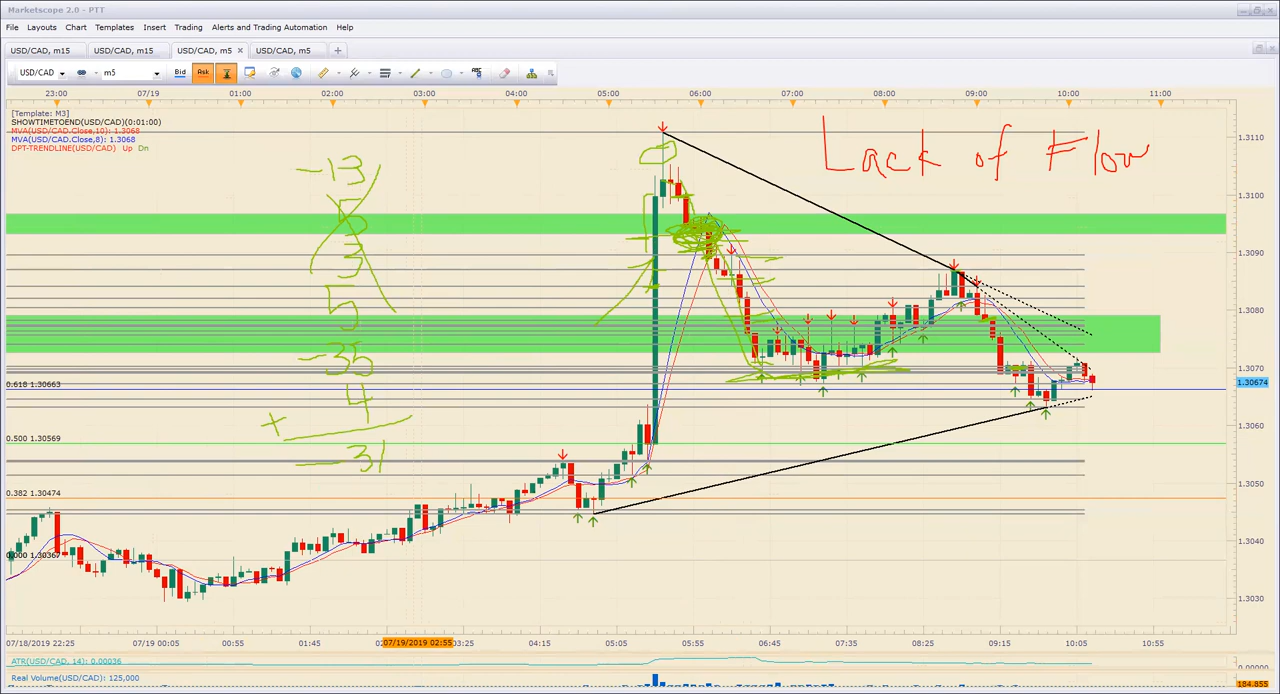 Marketscope 2.0 - PTT
File Layouts Chart Templates Insert Trading Alerts and Trading Automation Help
USD/CAD, m15 USD/CAD, m15 USD/CAD, m5 USD/CAD, m5
USD/CAD m5 Bid Ask
23:00 07/19 01:00 02:00 03:00 04:00 05:00 06:00 07:00 08:00 09:00 10:00 11:00
[Template: M3]
SHOWTIMETOEND(USD/CAD)(0:01:00)
MVA(USD/CAD.Close,10): 1.3068
MVA(USD/CAD.Close,8): 1.3068
DPT-TRENDLINE(USD/CAD) Up Dn
Lack of Flow
-13
5
-35
4
+
-31
1.3110
1.3100
1.3090
1.3080
1.3070
1.30674
1.3060
1.3050
1.3040
1.3030
0.618 1.30663
0.500 1.30569
0.382 1.30474
0.000 1.30367
07/18/2019 22:25 07/19 00:05 00:55 01:45 07/19/2019 02:55 03:25 04:15 05:05 05:55 06:45 07:35 08:25 09:15 10:05 10:55
ATR(USD/CAD, 14): 0.00036
0.00000
Real Volume(USD/CAD): 125,000
184.855